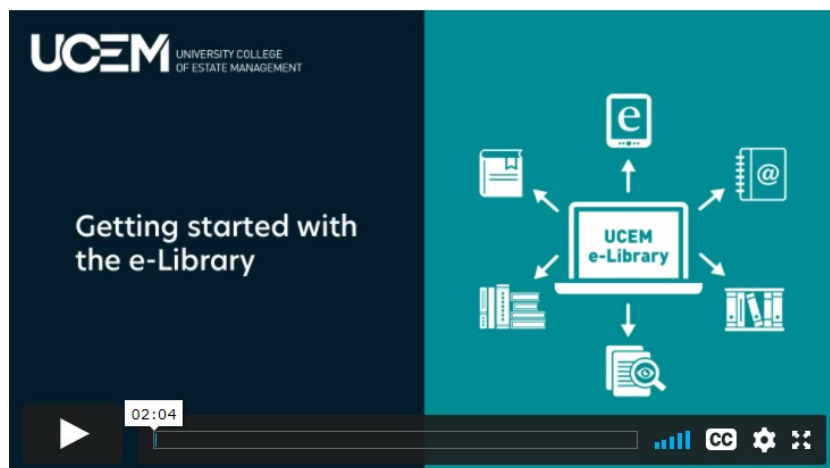 UCEM
UNIVERSITY COLLEGE
OF ESTATE MANAGEMENT
Getting started with
the e-Library
e
@
UCEM
e-Library
02:04
CC